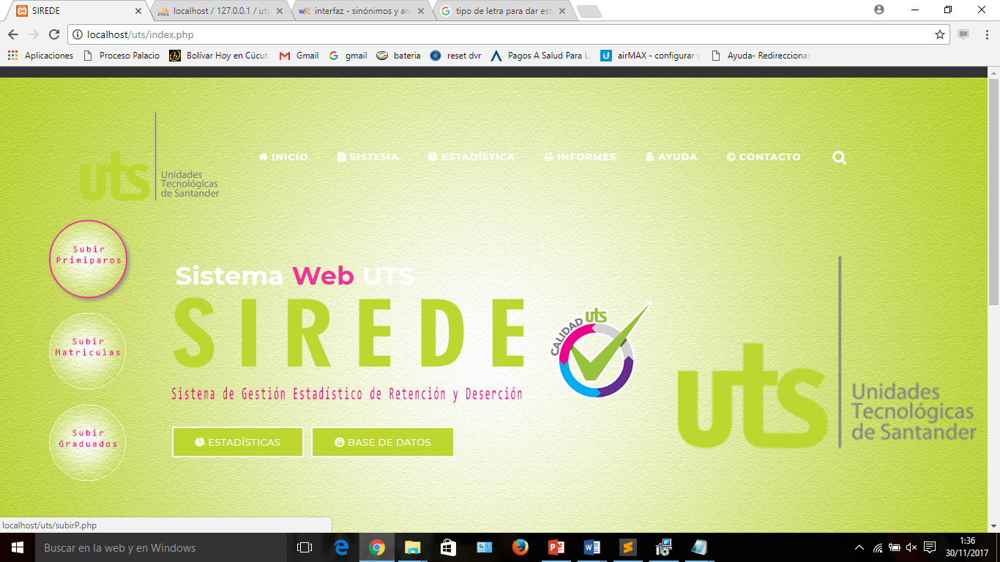 SIREDE
localhost / 127.0.0.1 / uts
interfaz - sinónimos y an
tipo de letra para dar est
localhost/uts/index.php
Aplicaciones
Proceso Palacio
Bolívar Hoy en Cúcut
Gmail
gmail
bateria
reset dvr
Pagos A Salud Para L
airMAX - configurar u
Ayuda- Redireccionar
uts
Unidades
Tecnológicas
de Santander
INICIO SISTEMA ESTADÍSTICA INFORMES AYUDA CONTACTO
Subir
Primiparos
Subir
Matriculas
Subir
Graduados
Sistema Web UTS
SIREDE
Sistema de Gestión Estadístico de Retención y Deserción
ESTADÍSTICAS
BASE DE DATOS
CALIDAD uts
uts
Unidades
Tecnológicas
de Santander
localhost/uts/subirP.php
Buscar en la web y en Windows
1:36
30/11/2017